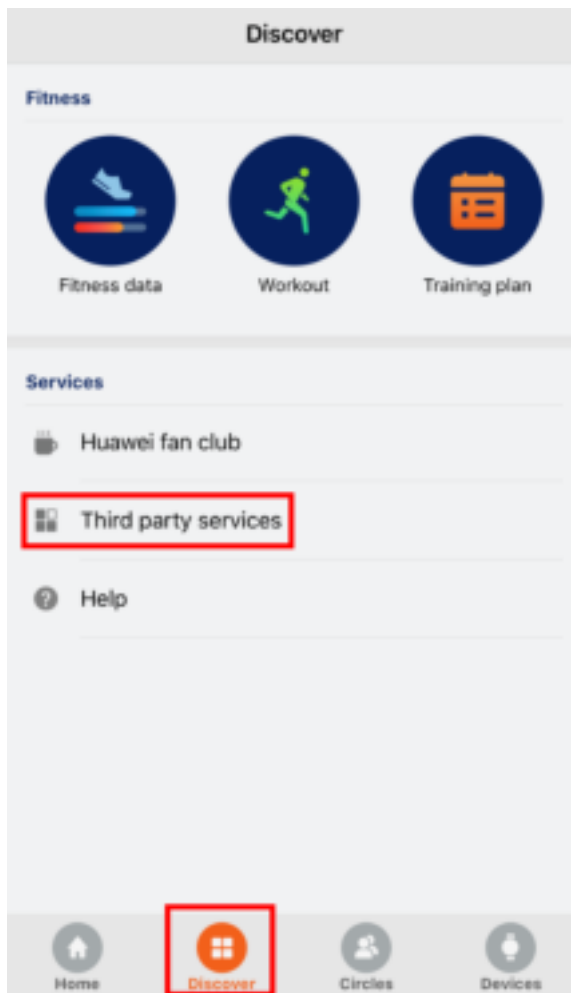 Discover
Fitness
Fitness data Workout Training plan
Services
Huawei fan club
Third party services
Help
Home Discover Circles Devices